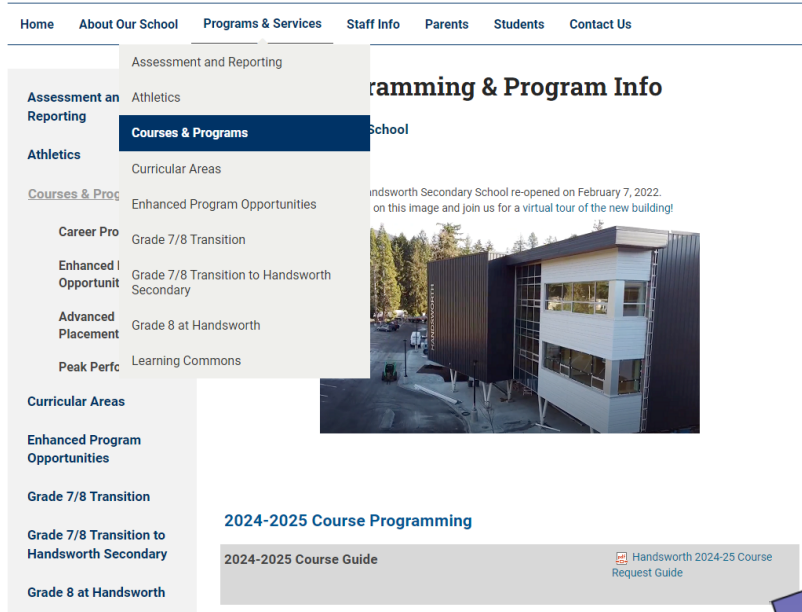 Home About Our School Programs & Services Staff Info Parents Students Contact Us
Assessment and Reporting
Athletics
Courses & Programs
Curricular Areas
Enhanced Program Opportunities
Grade 7/8 Transition
Grade 7/8 Transition to Handsworth
Secondary
Grade 8 at Handsworth
Learning Commons
Assessment an
Reporting
Athletics
Courses & Prog
Career Pro
Enhanced
Opportunit
Advanced
Placement
Peak Perfo
Curricular Areas
Enhanced Program
Opportunities
Grade 7/8 Transition
Grade 7/8 Transition to
Handsworth Secondary
Grade 8 at Handsworth
ramming & Program Info
School
ndsworth Secondary School re-opened on February 7, 2022.
on this image and join us for a virtual tour of the new building!
HANDSWORTH
2024-2025 Course Programming
2024-2025 Course Guide
Handsworth 2024-25 Course
Request Guide